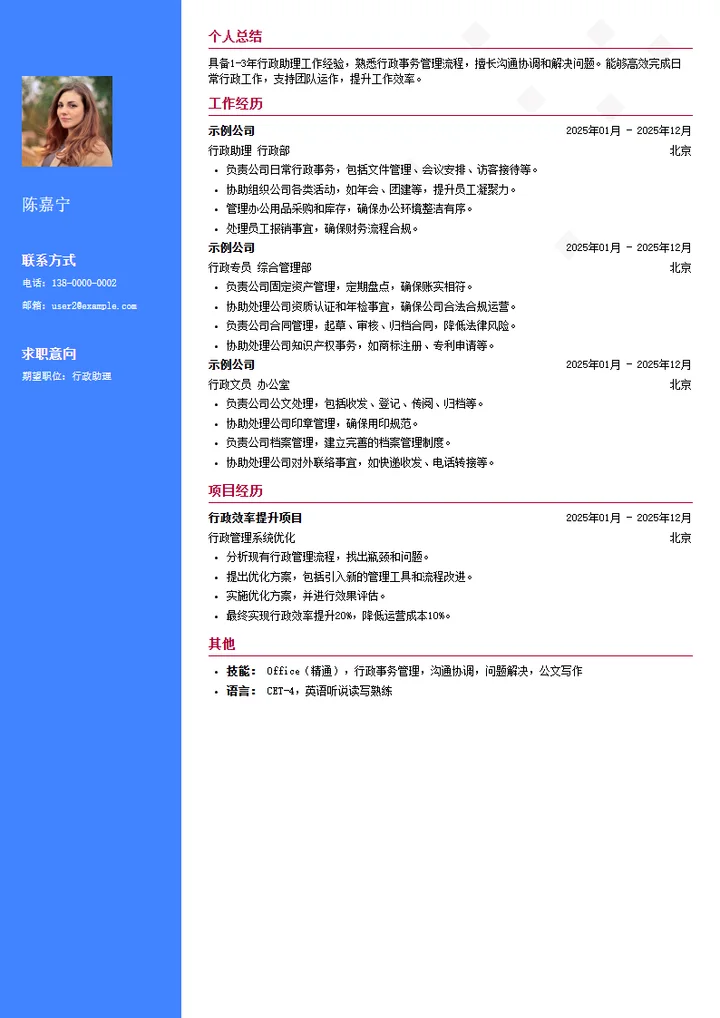 陈嘉宁
联系方式
电话：138-0000-0002
邮箱：user2@example.com
求职意向
期望职位：行政助理
个人总结
具备1-3年行政助理工作经验，熟悉行政事务管理流程，擅长沟通协调和解决问题。能够高效完成日
常行政工作，支持团队运作，提升工作效率。
工作经历
示例公司 2025年01月 - 2025年12月
行政助理 行政部 北京
• 负责公司日常行政事务，包括文件管理、会议安排、访客接待等。
• 协助组织公司各类活动，如年会、团建等，提升员工凝聚力。
• 管理办公用品采购和库存，确保办公环境整洁有序。
• 处理员工报销事宜，确保财务流程合规。
示例公司 2025年01月 - 2025年12月
行政专员 综合管理部 北京
• 负责公司固定资产管理，定期盘点，确保账实相符。
• 协助处理公司资质认证和年检事宜，确保公司合法合规运营。
• 负责公司合同管理，起草、审核、归档合同，降低法律风险。
• 协助处理公司知识产权事务，如商标注册、专利申请等。
示例公司 2025年01月 - 2025年12月
行政文员 办公室 北京
• 负责公司公文处理，包括收发、登记、传阅、归档等。
• 协助处理公司印章管理，确保用印规范。
• 负责公司档案管理，建立完善的档案管理制度。
• 协助处理公司对外联络事宜，如快递收发、电话转接等。
项目经历
行政效率提升项目 2025年01月 - 2025年12月
行政管理系统优化 北京
• 分析现有行政管理流程，找出瓶颈和问题。
• 提出优化方案，包括引入新的管理工具和流程改进。
• 实施优化方案，并进行效果评估。
• 最终实现行政效率提升20%，降低运营成本10%。
其他
• 技能： Office（精通），行政事务管理，沟通协调，问题解决，公文写作
• 语言： CET-4，英语听说读写熟练